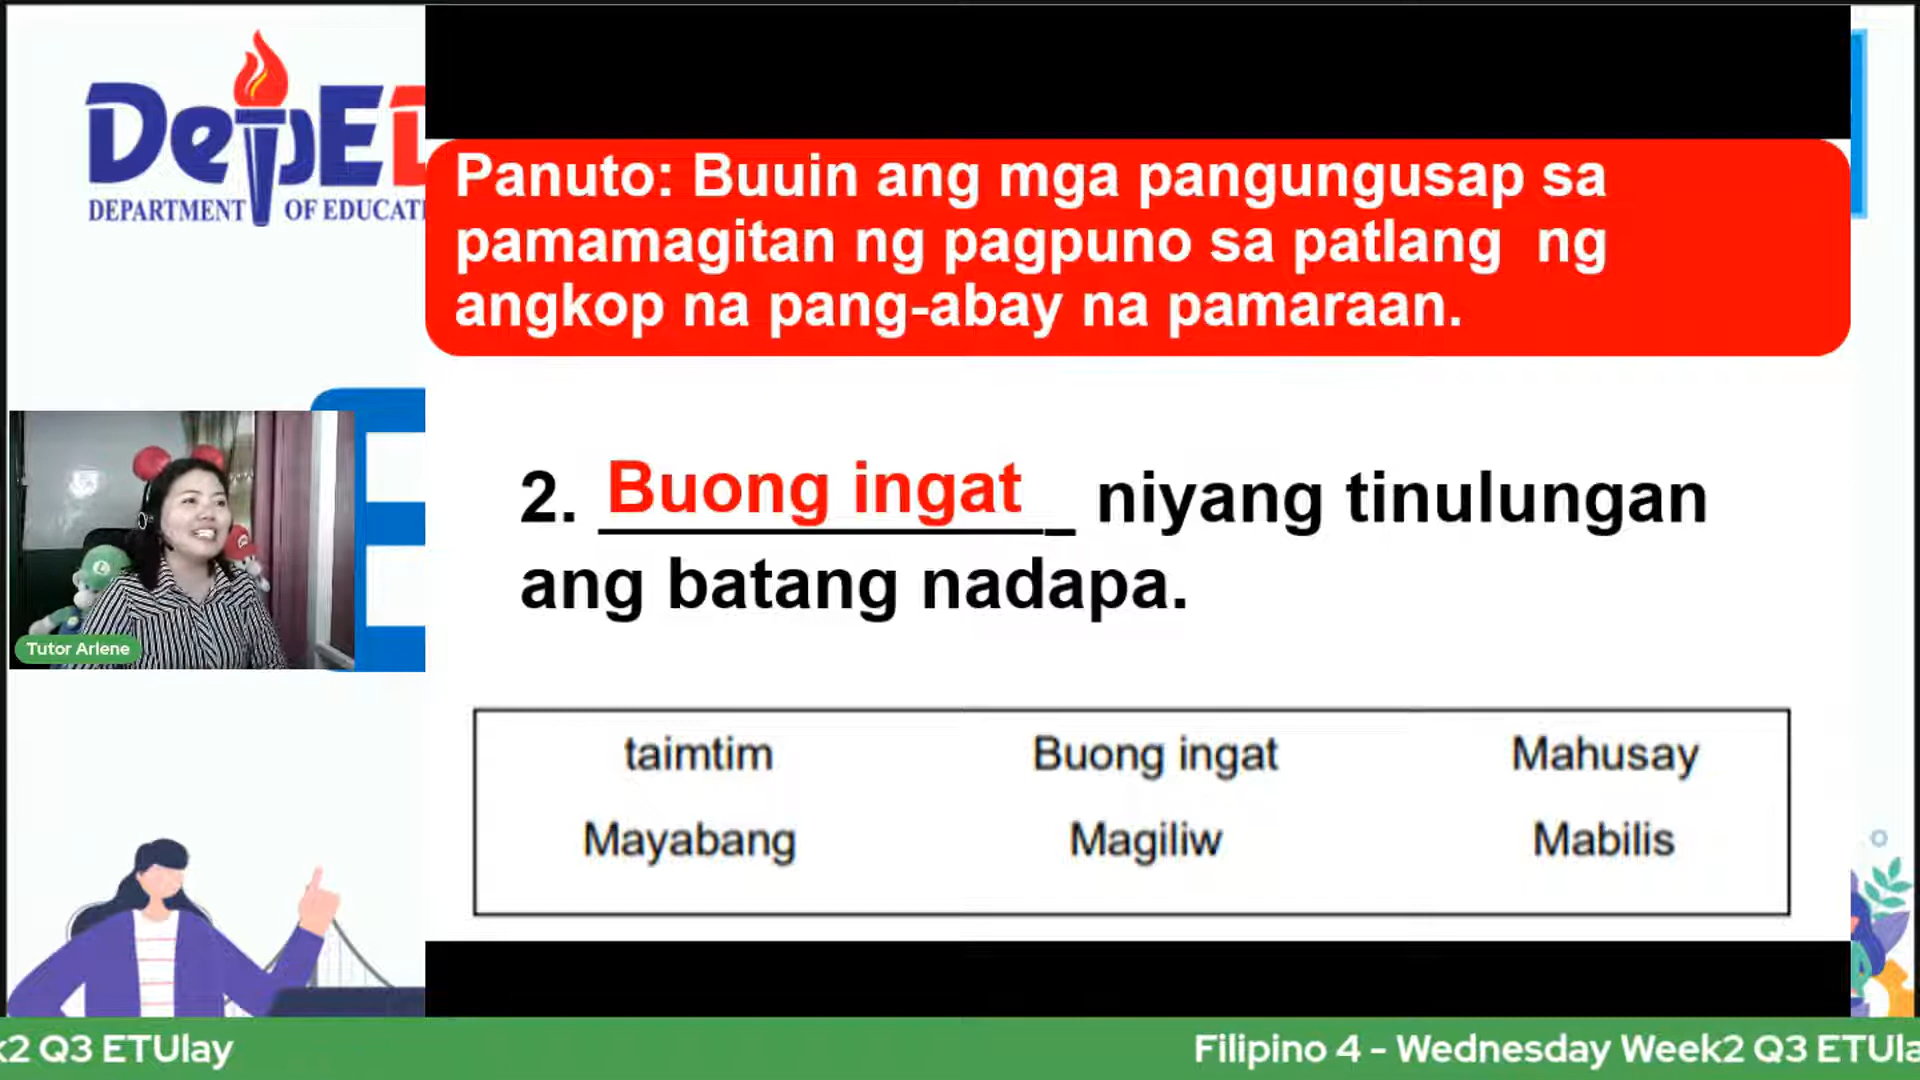 DepED
DEPARTMENT OF EDUCATI
Panuto: Buuin ang mga pangungusap sa
pamamagitan ng pagpuno sa patlang ng
angkop na pang-abay na pamaraan.
2. Buong ingat niyang tinulungan
ang batang nadapa.
Tutor Arlene
taimtim Buong ingat Mahusay
Mayabang Magiliw Mabilis
k2 Q3 ETUlay
Filipino 4 - Wednesday Week2 Q3 ETUla